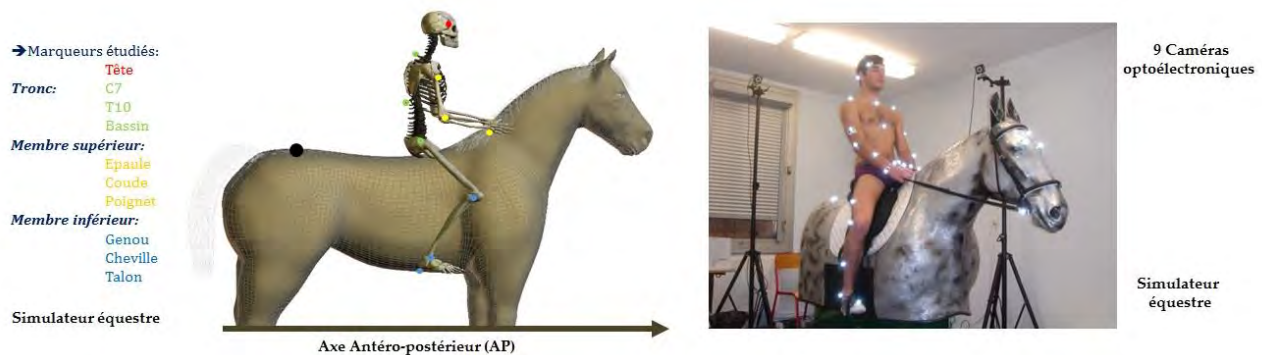 ➔Marqueurs étudiés:
Tête
Tronc: C7
T10
Bassin
Membre supérieur:
Epaule
Coude
Poignet
Membre inférieur:
Genou
Cheville
Talon
Simulateur équestre
Axe Antéro-postérieur (AP)
9 Caméras
optoélectroniques
Simulateur
équestre